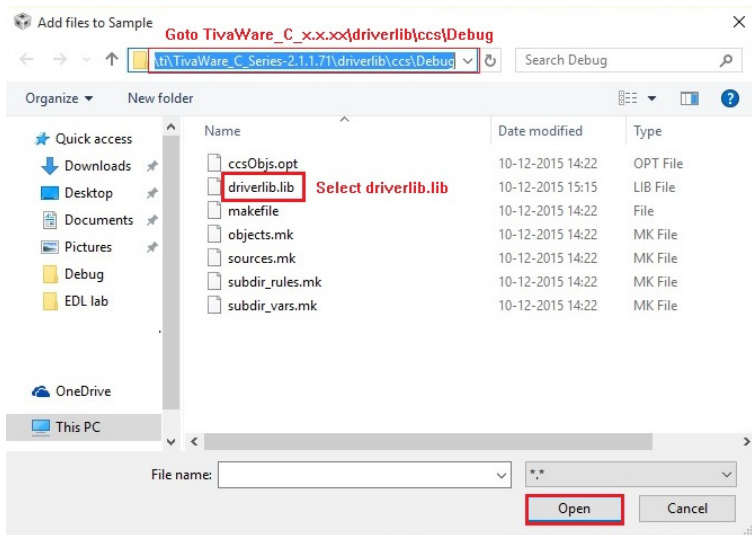 Add files to Sample
Goto TivaWare_C_x.x.xx\driverlib\ccs\Debug
\ti\TivaWare_C_Series-2.1.1.71\driverlib\ccs\Debug
Search Debug
Organize
New folder
Name
Date modified
Type
Quick access
Downloads
Desktop
Documents
Pictures
Debug
EDL lab
OneDrive
This PC
ccsObjs.opt 10-12-2015 14:22 OPT File
driverlib.lib Select driverlib.lib 10-12-2015 15:15 LIB File
makefile 10-12-2015 14:22 File
objects.mk 10-12-2015 14:22 MK File
sources.mk 10-12-2015 14:22 MK File
subdir_rules.mk 10-12-2015 14:22 MK File
subdir_vars.mk 10-12-2015 14:22 MK File
File name:
*.*
Open
Cancel